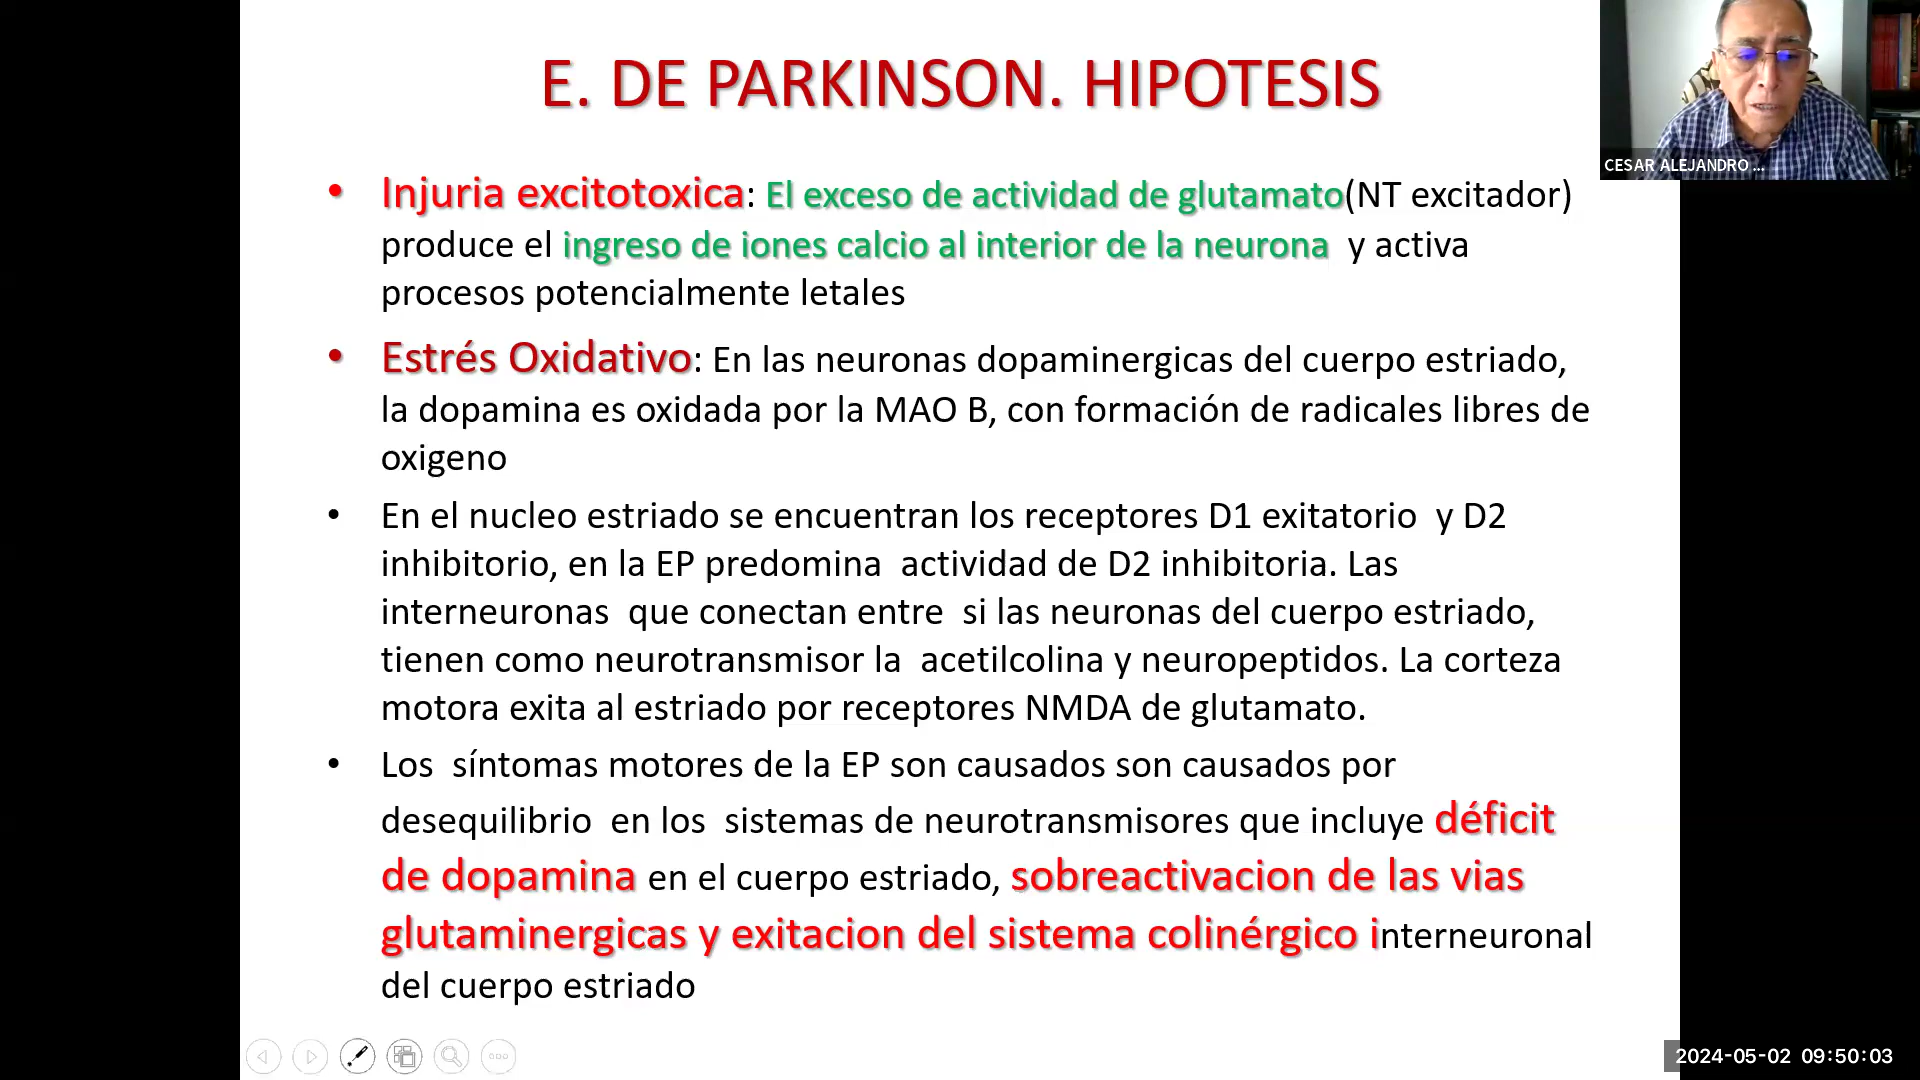 E. DE PARKINSON. HIPOTESIS
CESAR ALEJANDRO ...
• Injuria excitotoxica: El exceso de actividad de glutamato(NT excitador)
produce el ingreso de iones calcio al interior de la neurona y activa
procesos potencialmente letales
• Estrés Oxidativo: En las neuronas dopaminergicas del cuerpo estriado,
la dopamina es oxidada por la MAO B, con formación de radicales libres de
oxigeno
• En el nucleo estriado se encuentran los receptores D1 exitatorio y D2
inhibitorio, en la EP predomina actividad de D2 inhibitoria. Las
interneuronas que conectan entre si las neuronas del cuerpo estriado,
tienen como neurotransmisor la acetilcolina y neuropeptidos. La corteza
motora exita al estriado por receptores NMDA de glutamato.
• Los síntomas motores de la EP son causados son causados por
desequilibrio en los sistemas de neurotransmisores que incluye déficit
de dopamina en el cuerpo estriado, sobreactivacion de las vias
glutaminergicas y exitacion del sistema colinérgico interneuronal
del cuerpo estriado
2024-05-02 09:50:03